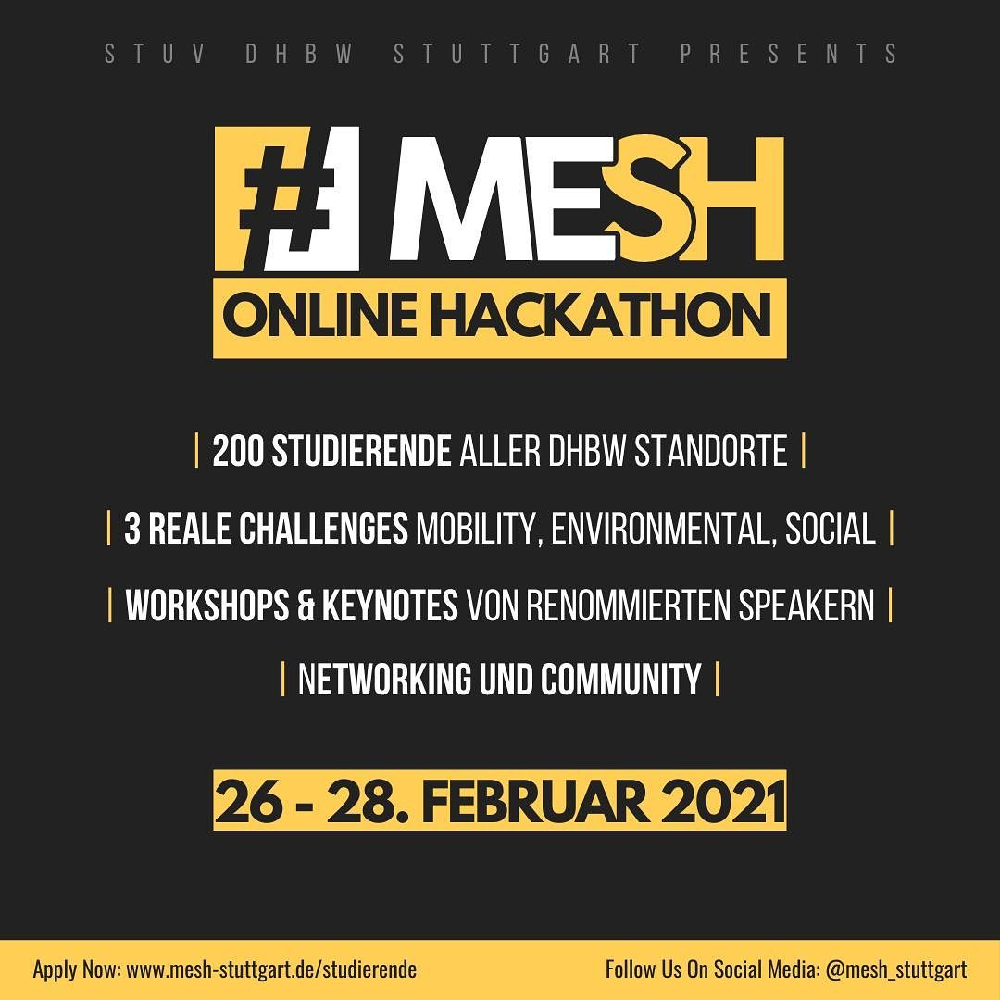 STUV DHBW STUTTGART PRESENTS
# MESH
ONLINE HACKATHON
| 200 STUDIERENDE ALLER DHBW STANDORTE |
| 3 REALE CHALLENGES MOBILITY, ENVIRONMENTAL, SOCIAL |
| WORKSHOPS & KEYNOTES VON RENOMMIERTEN SPEAKERN |
| NETWORKING UND COMMUNITY |
26 - 28. FEBRUAR 2021
Apply Now: www.mesh-stuttgart.de/studierende
Follow Us On Social Media: @mesh_stuttgart